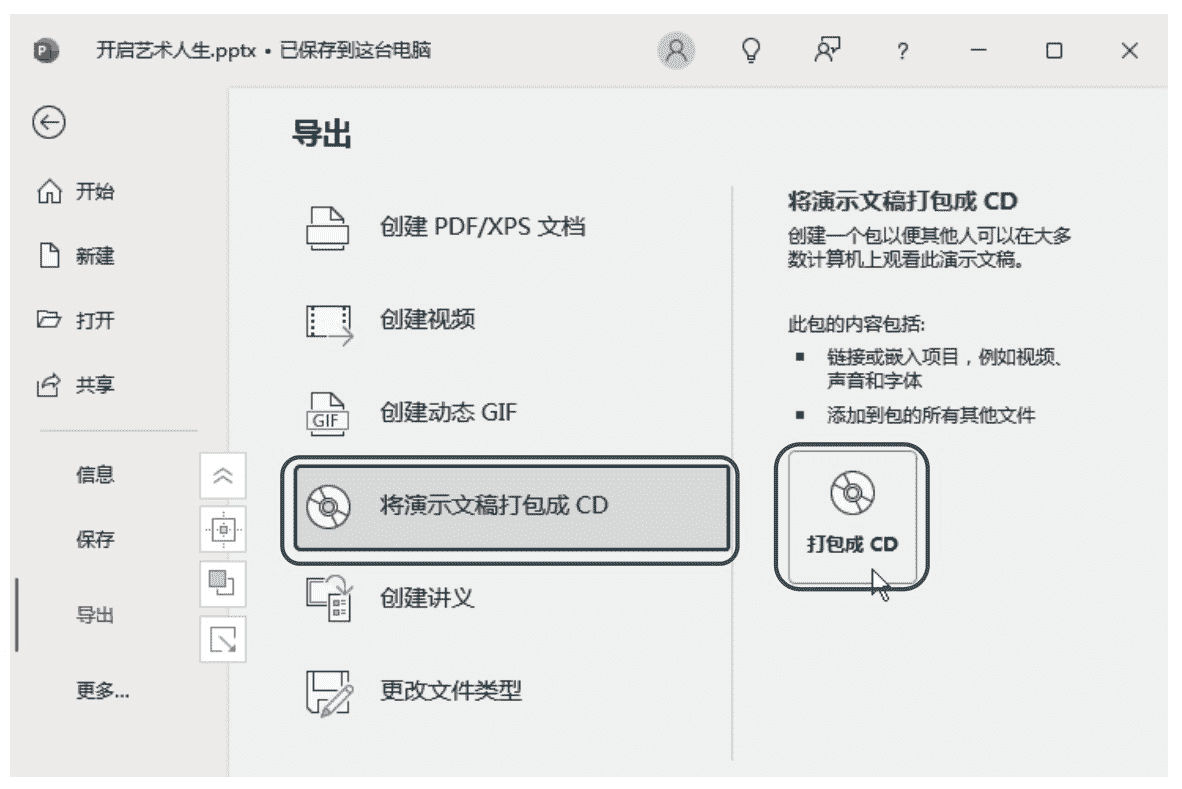 开启艺术人生.pptx • 已保存到这台电脑
?
导出
开始
新建
打开
共享
信息
保存
导出
更多...
创建 PDF/XPS 文档
创建视频
GIF
创建动态 GIF
将演示文稿打包成 CD
创建讲义
更改文件类型
将演示文稿打包成 CD
创建一个包以便其他人可以在大多
数计算机上观看此演示文稿。
此包的内容包括:
▪ 链接或嵌入项目，例如视频、
声音和字体
▪ 添加到包的所有其他文件
打包成 CD